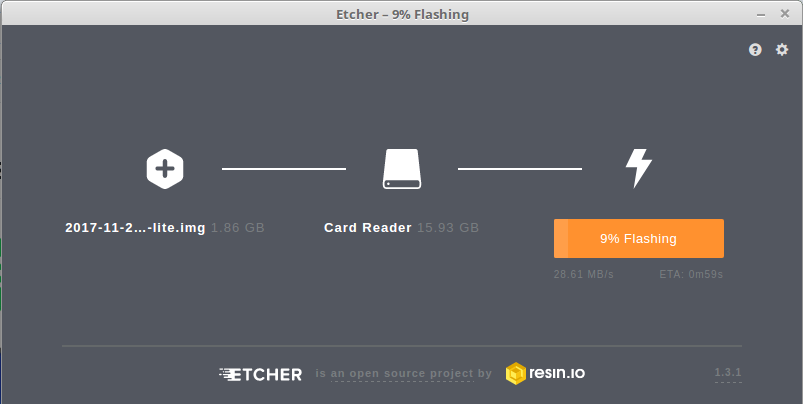 Etcher – 9% Flashing
2017-11-2...-lite.img 1.86 GB
Card Reader 15.93 GB
9% Flashing
28.61 MB/s ETA: 0m59s
ETCHER is an open source project by resin.io
1.3.1